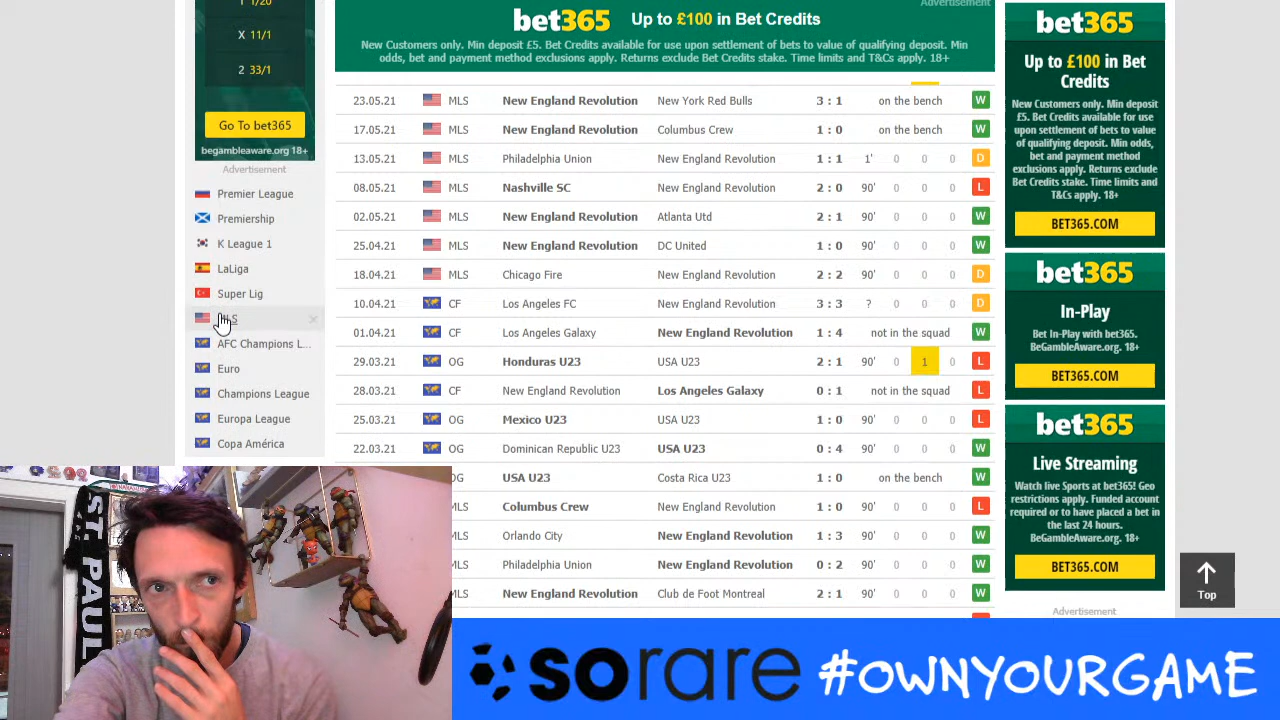 1 1/20
X 11/1
2 33/1
Go To bet365
begambleaware.org 18+
Advertisement
Premier League
Premiership
K League 1
LaLiga
Super Lig
AFC Champions L...
Euro
Champions League
Europa League
Copa América
Advertisement
bet365 Up to £100 in Bet Credits
New Customers only. Min deposit £5. Bet Credits available for use upon settlement of bets to value of qualifying deposit. Min
odds, bet and payment method exclusions apply. Returns exclude Bet Credits stake. Time limits and T&Cs apply. 18+
23.05.21 MLS New England Revolution New York Red Bulls 3 : 1 on the bench W
17.05.21 MLS New England Revolution Columbus Crew 1 : 0 on the bench W
13.05.21 MLS Philadelphia Union New England Revolution 1 : 1 1' 0 0 0 D
08.05.21 MLS Nashville SC New England Revolution 2 : 0 90' 0 0 0 L
02.05.21 MLS New England Revolution Atlanta Utd 2 : 1 90' 0 0 0 W
25.04.21 MLS New England Revolution DC United 1 : 0 90' 0 0 0 W
18.04.21 MLS Chicago Fire New England Revolution 2 : 2 90' 0 0 0 D
10.04.21 CF Los Angeles FC New England Revolution 3 : 3 ? 0 0 0 D
01.04.21 CF Los Angeles Galaxy New England Revolution 1 : 4 not in the squad W
29.03.21 OG Honduras U23 USA U23 2 : 1 90' 0 1 0 L
28.03.21 CF New England Revolution Los Angeles Galaxy 0 : 1 not in the squad L
25.03.21 OG Mexico U23 USA U23 1 : 0 90' 0 0 0 L
22.03.21 OG Dominican Republic U23 USA U23 0 : 4 90' 0 0 0 W
OG USA U23 Costa Rica U23 1 : 0 on the bench W
MLS Columbus Crew New England Revolution 1 : 0 90' 0 0 0 L
MLS Orlando City New England Revolution 1 : 3 90' 0 0 0 W
MLS Philadelphia Union New England Revolution 0 : 2 90' 0 0 0 W
MLS New England Revolution Club de Foot Montreal 2 : 1 90' 0 0 0 W
bet365
Up to £100 in Bet
Credits
New Customers only. Min deposit
£5. Bet Credits available for use
upon settlement of bets to value
of qualifying deposit. Min odds,
bet and payment method
exclusions apply. Returns exclude
Bet Credits stake. Time limits and
T&Cs apply. 18+
BET365.COM
bet365
In-Play
Bet In-Play with bet365.
BeGambleAware.org. 18+
BET365.COM
bet365
Live Streaming
Watch live Sports at bet365! Geo
restrictions apply. Funded account
required or to have placed a bet in
the last 24 hours.
BeGambleAware.org. 18+
BET365.COM
Advertisement
Top
ST. PAUL
sorare #OWNYOURGAME